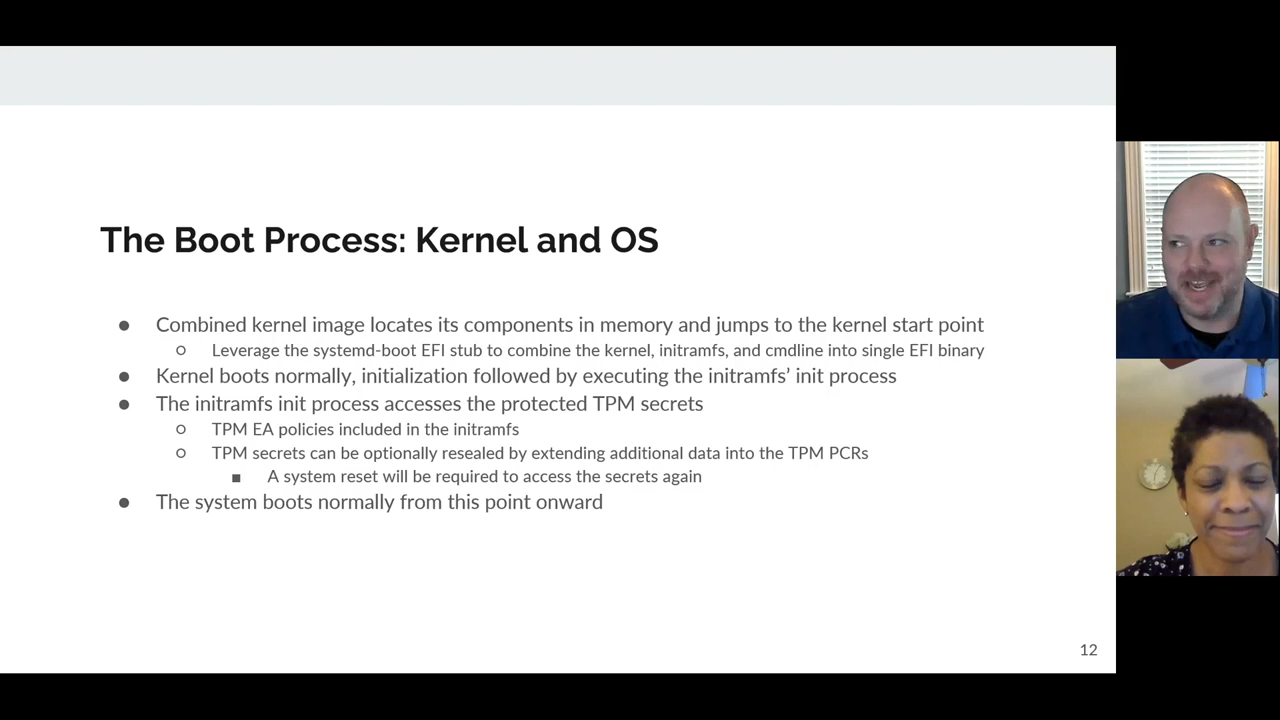 The Boot Process: Kernel and OS
● Combined kernel image locates its components in memory and jumps to the kernel start point
○ Leverage the systemd-boot EFI stub to combine the kernel, initramfs, and cmdline into single EFI binary
● Kernel boots normally, initialization followed by executing the initramfs’ init process
● The initramfs init process accesses the protected TPM secrets
○ TPM EA policies included in the initramfs
○ TPM secrets can be optionally resealed by extending additional data into the TPM PCRs
■ A system reset will be required to access the secrets again
● The system boots normally from this point onward
12